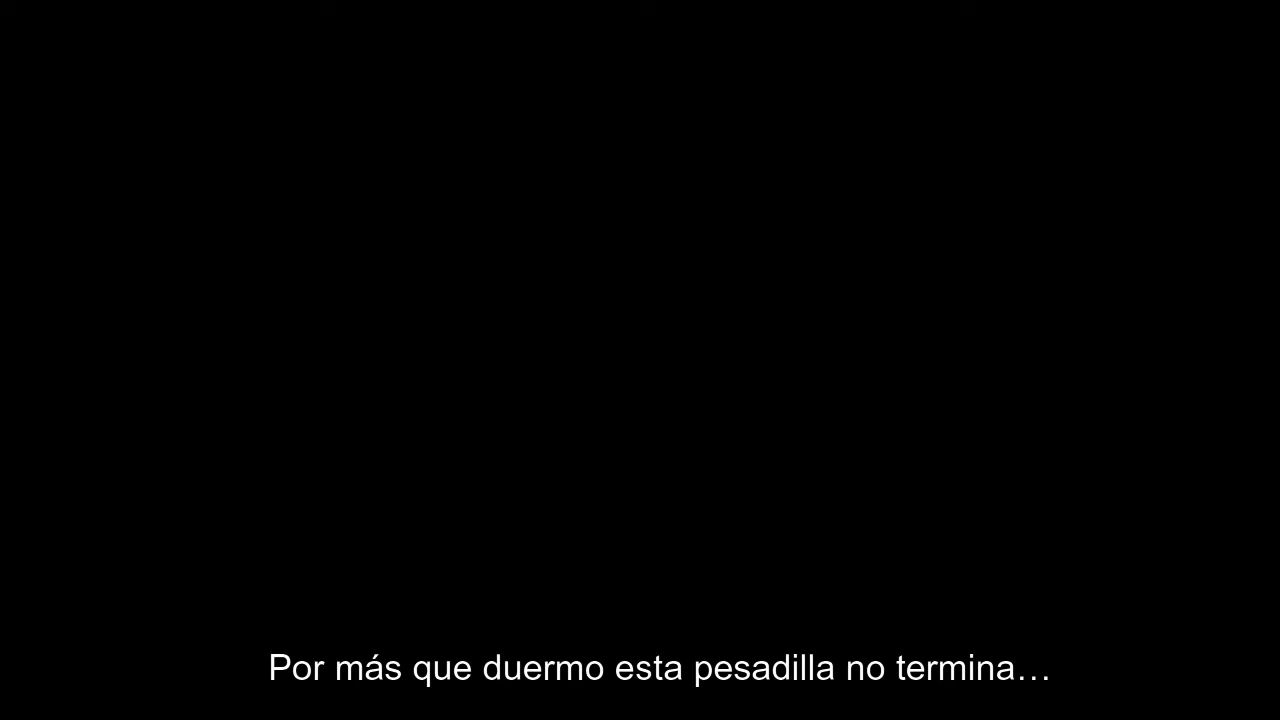 Por más que duermo esta pesadilla no termina…